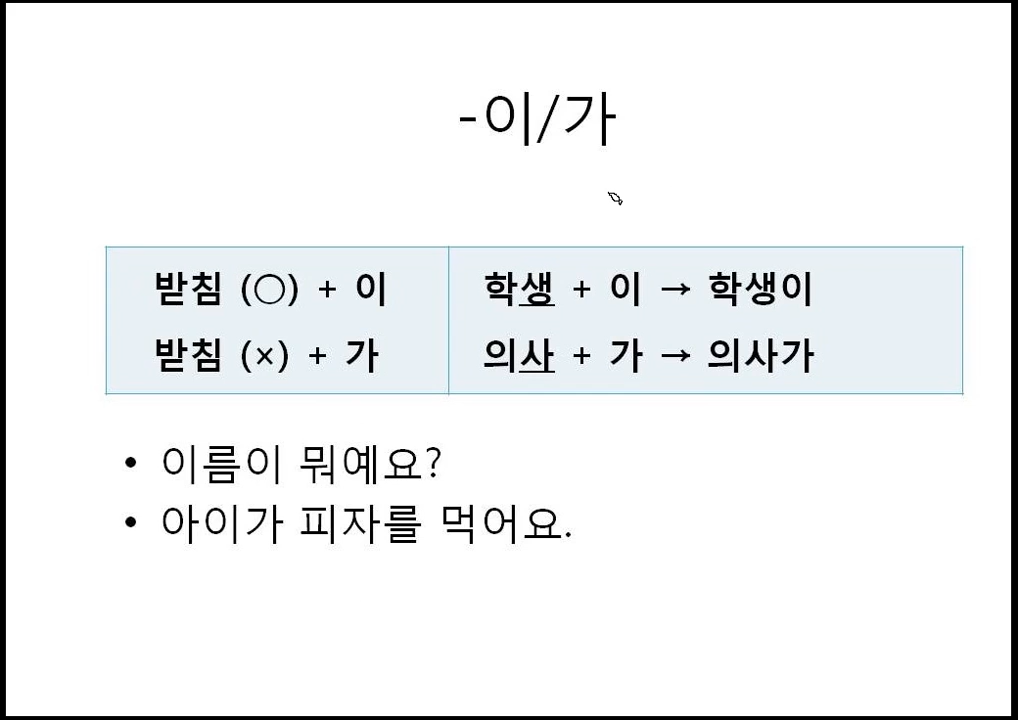 -이/가
받침 (○) + 이
받침 (×) + 가
학생 + 이 → 학생이
의사 + 가 → 의사가
• 이름이 뭐예요?
• 아이가 피자를 먹어요.